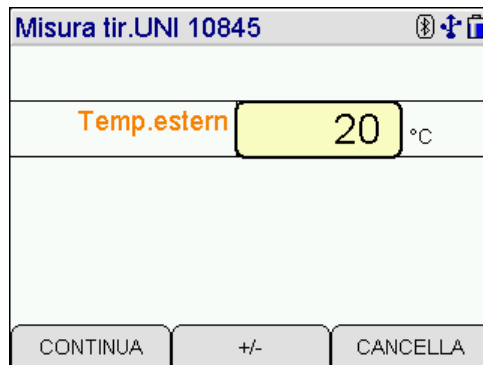 Misura tir.UNI 10845
Temp.estern 20 °C
CONTINUA +/- CANCELLA